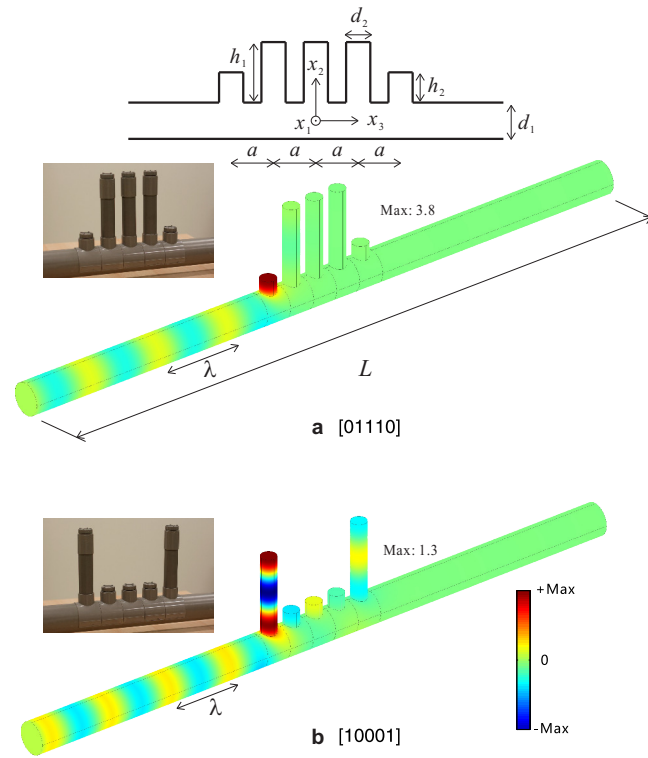 d₂
h₁
x₂
h₂
x₁ x₃
d₁
a a a a
Max: 3.8
λ
L
a [01110]
Max: 1.3
+Max
0
-Max
λ
b [10001]